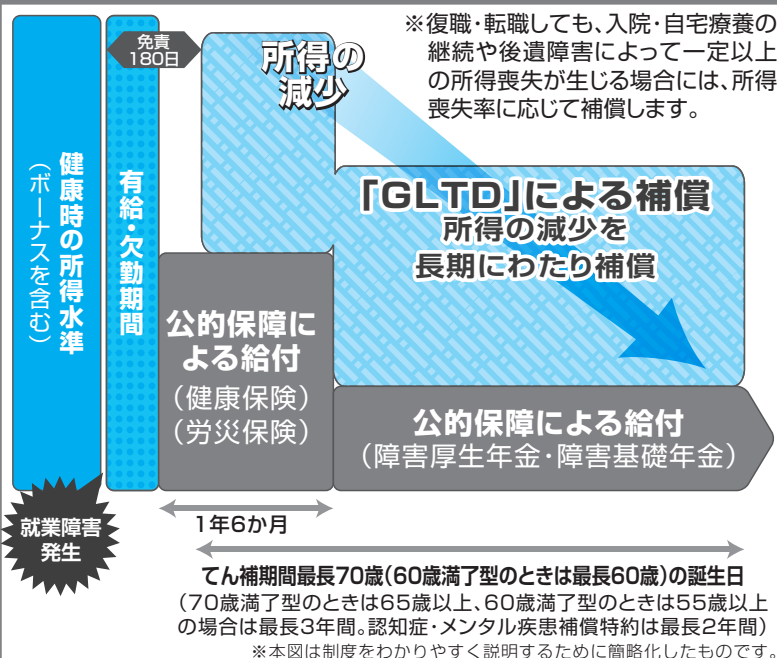 ※復職・転職しても、入院・自宅療養の
継続や後遺障害によって一定以上
の所得喪失が生じる場合には、所得
喪失率に応じて補償します。
免責
180日
所得の
減少
健康時の所得水準
（ボーナスを含む）
有給・欠勤期間
「GLTD」による補償
所得の減少を
長期にわたり補償
公的保障に
よる給付
（健康保険）
（労災保険）
公的保障による給付
（障害厚生年金・障害基礎年金）
就業障害
発生
1年6か月
てん補期間最長70歳（60歳満了型のときは最長60歳）の誕生日
（70歳満了型のときは65歳以上、60歳満了型のときは55歳以上
の場合は最長3年間。認知症・メンタル疾患補償特約は最長2年間）
※本図は制度をわかりやすく説明するために簡略化したものです。